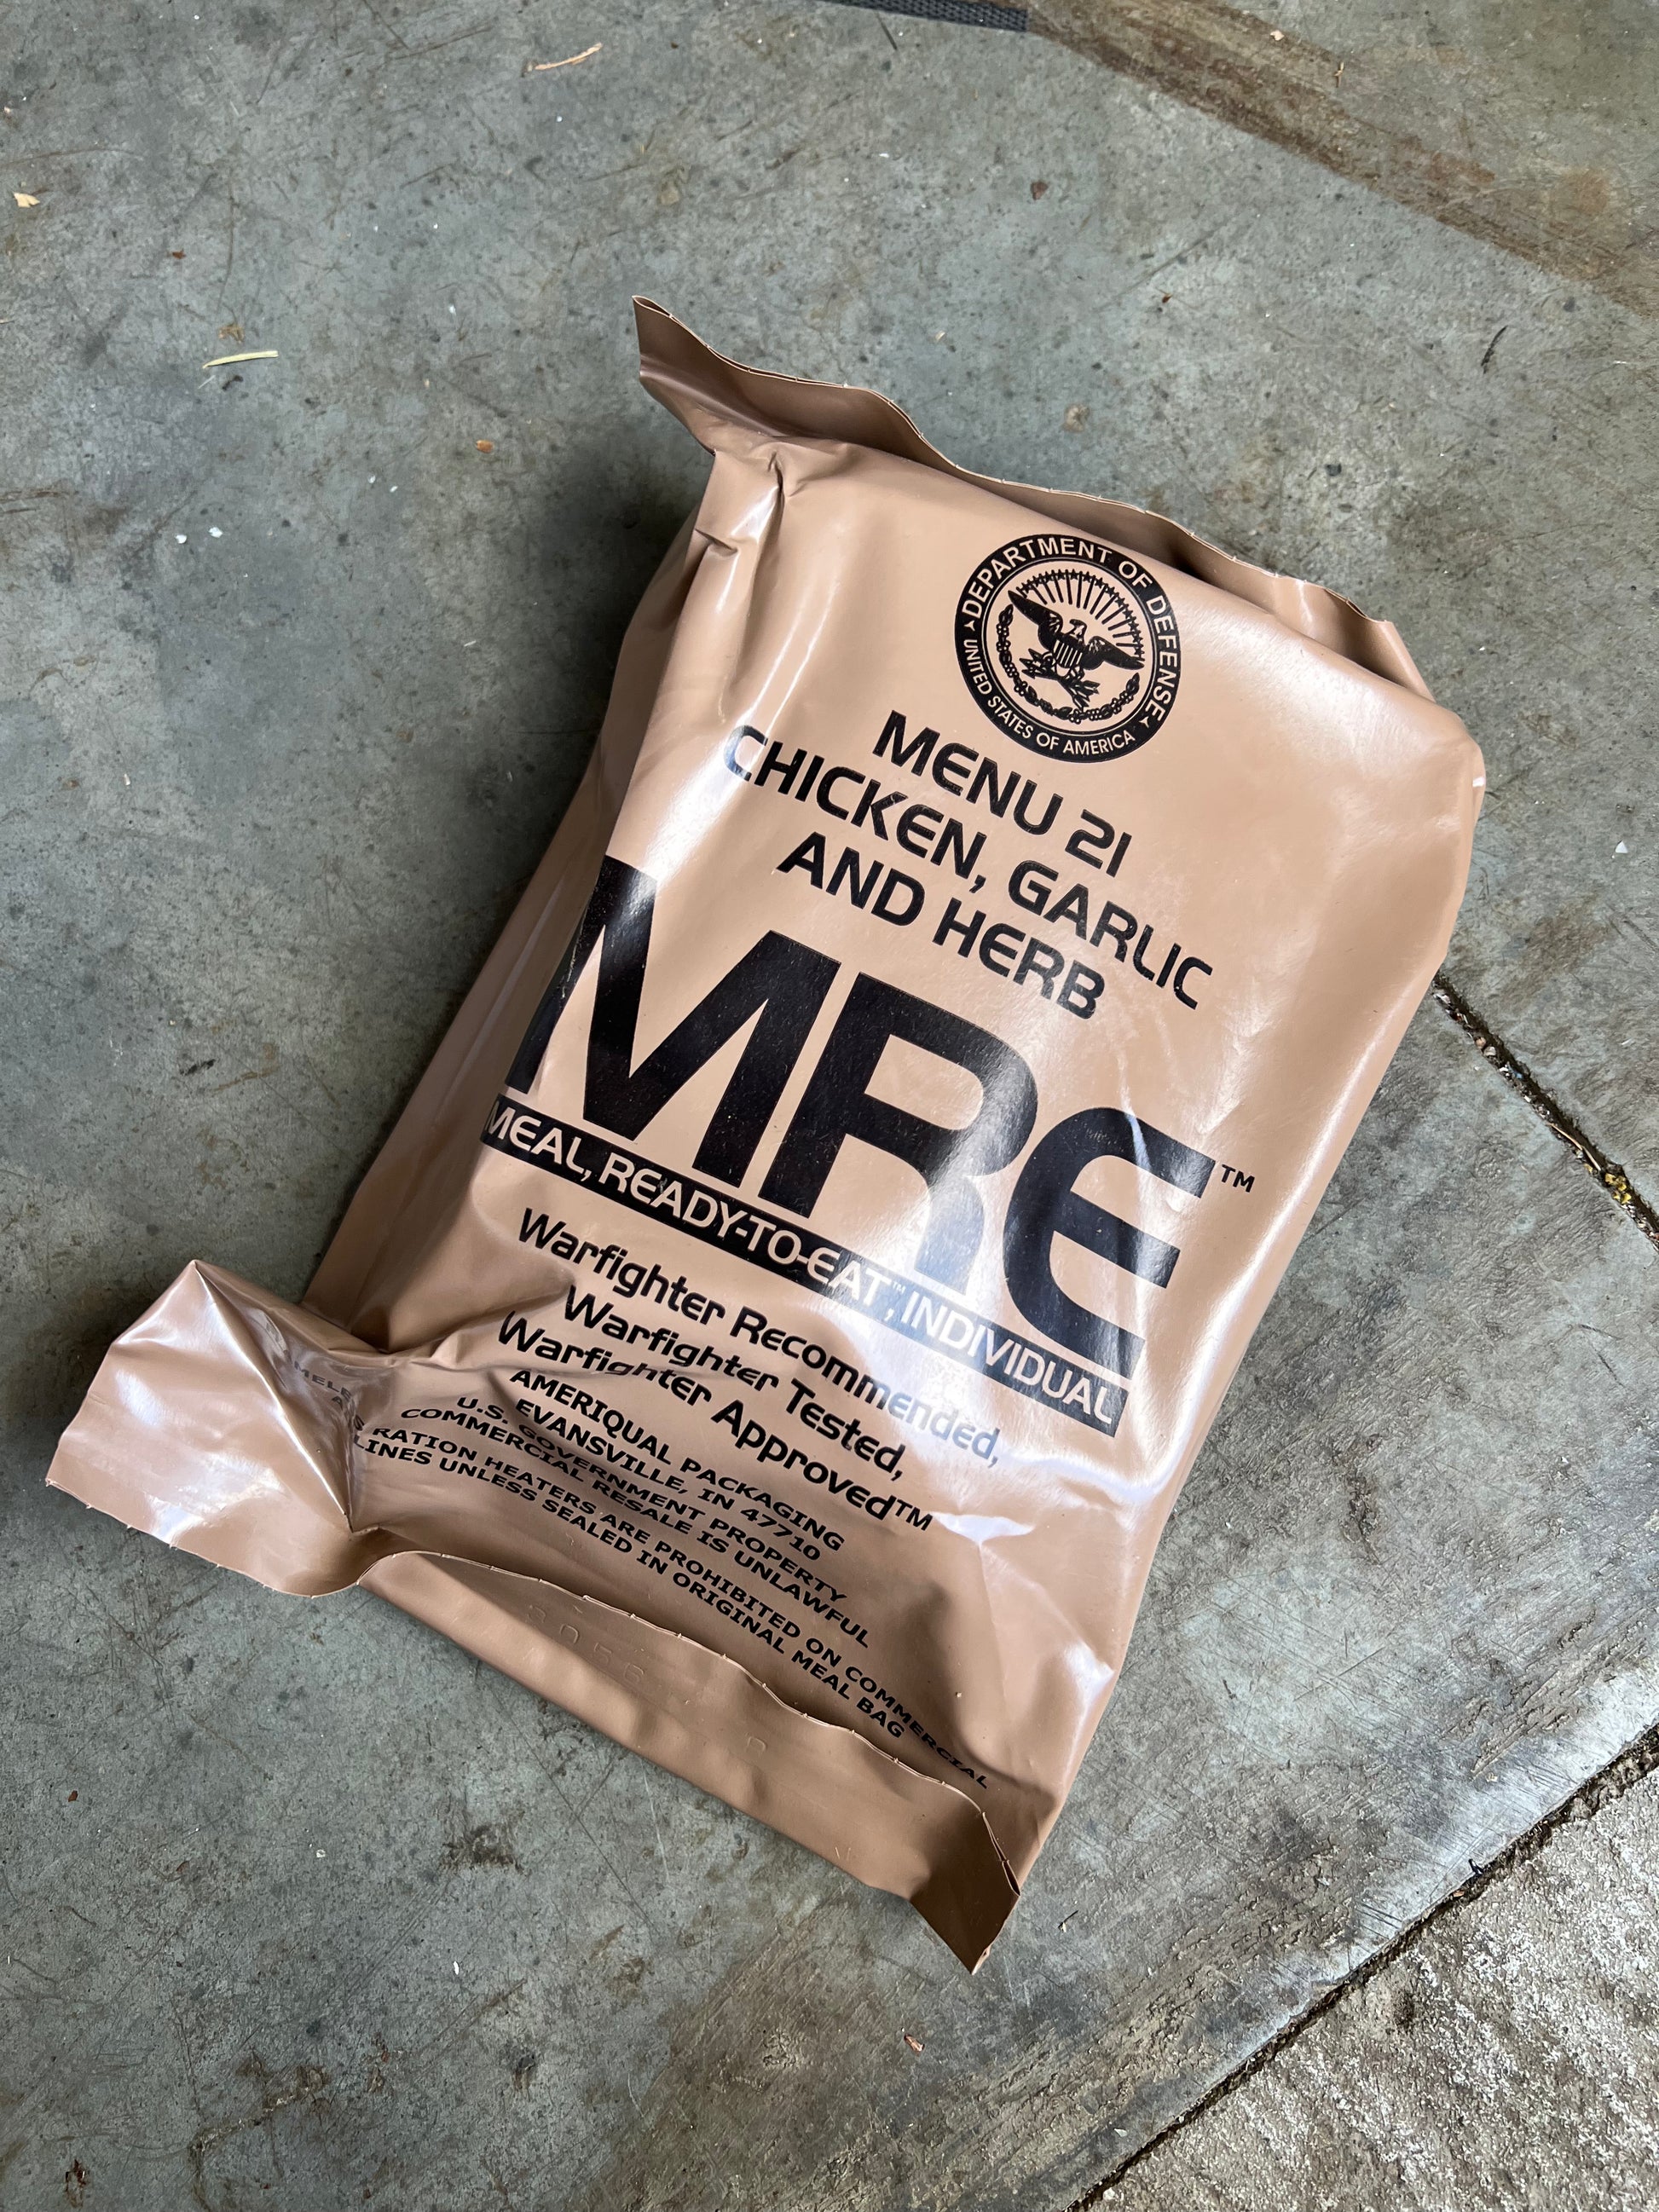 DEPARTMENT OF DEFENSE
UNITED STATES OF AMERICA
MENU 21
CHICKEN, GARLIC
AND HERB
MRE™
MEAL, READY-TO-EAT™, INDIVIDUAL
Warfighter Recommended,
Warfighter Tested,
Warfighter Approved™
AMERIQUAL PACKAGING
EVANSVILLE, IN 47710
U.S. GOVERNMENT PROPERTY
COMMERCIAL RESALE IS UNLAWFUL
RATION HEATERS ARE PROHIBITED ON COMMERCIAL
LINES UNLESS SEALED IN ORIGINAL MEAL BAG